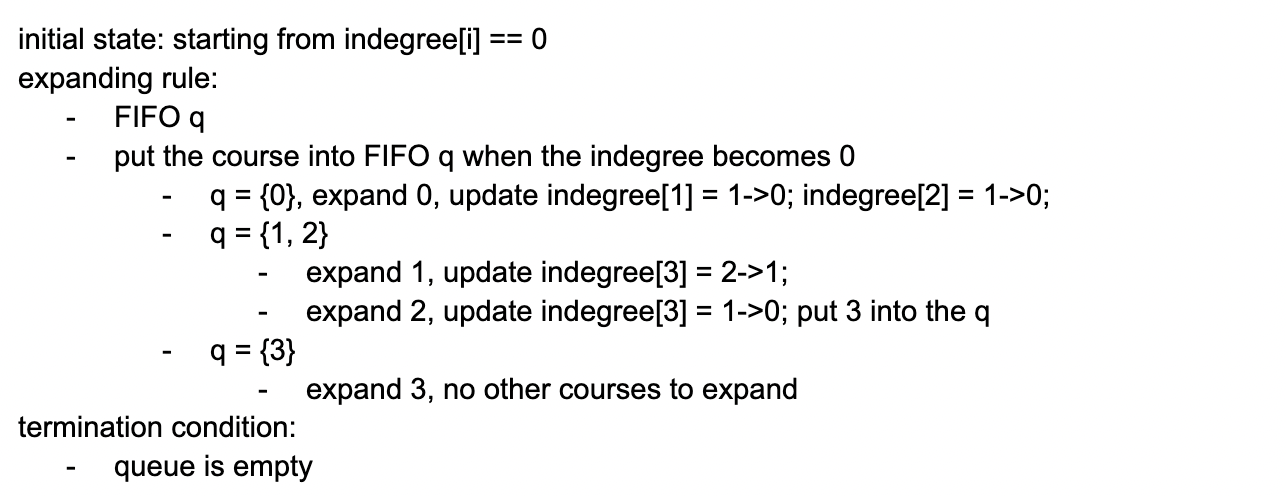 initial state: starting from indegree[i] == 0
expanding rule:
- FIFO q
- put the course into FIFO q when the indegree becomes 0
- q = {0}, expand 0, update indegree[1] = 1->0; indegree[2] = 1->0;
- q = {1, 2}
- expand 1, update indegree[3] = 2->1;
- expand 2, update indegree[3] = 1->0; put 3 into the q
- q = {3}
- expand 3, no other courses to expand
termination condition:
- queue is empty